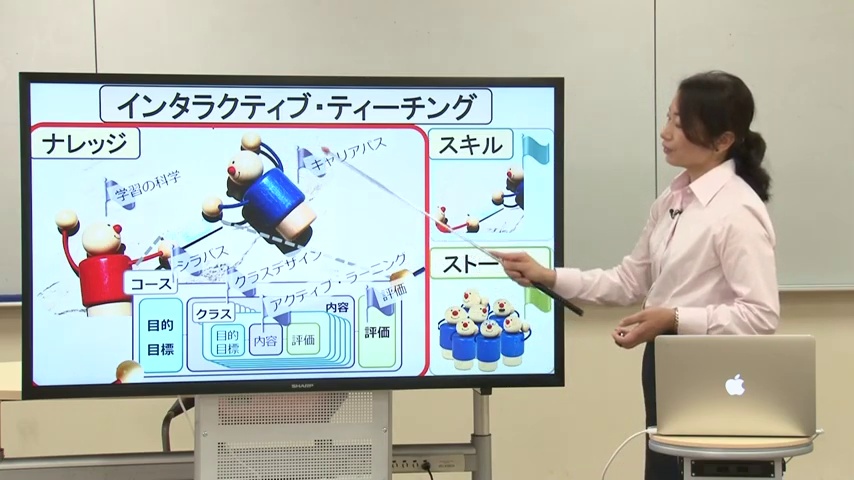 インタラクティブ・ティーチング
ナレッジ
スキル
キャリアパス
学習の科学
シラバス
クラスデザイン
アクティブ・ラーニング
評価
ストー
コース
目的
目標
クラス
目的
目標
内容
評価
内容
評価
SHARP